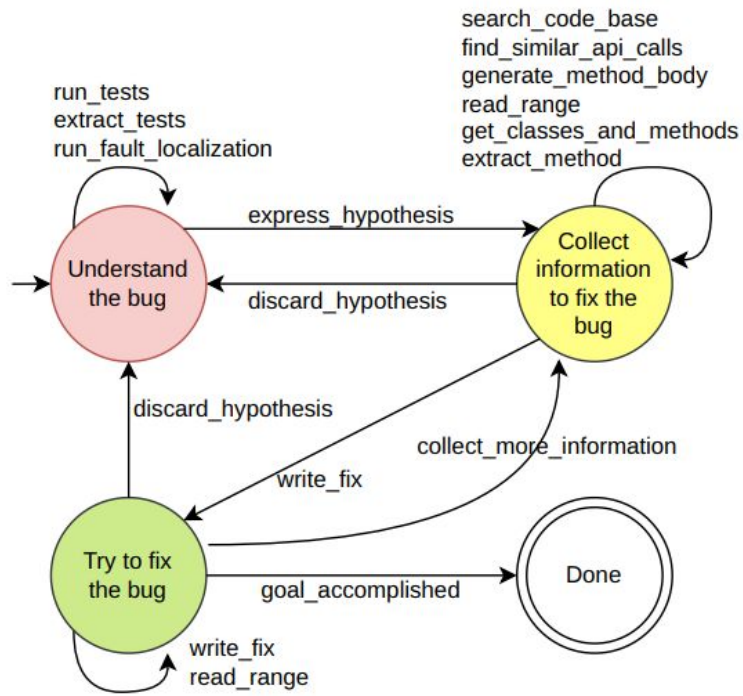 run_tests
extract_tests
run_fault_localization
search_code_base
find_similar_api_calls
generate_method_body
read_range
get_classes_and_methods
extract_method
express_hypothesis
Understand
the bug
Collect
information
to fix the
bug
discard_hypothesis
discard_hypothesis
collect_more_information
write_fix
Try to fix
the bug
goal_accomplished
Done
write_fix
read_range